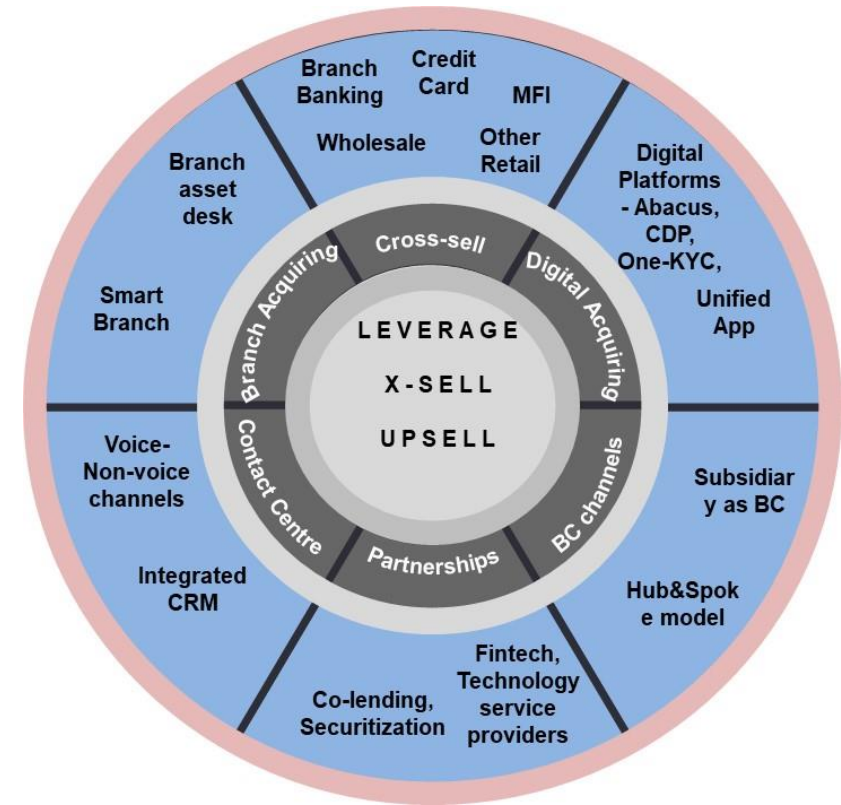 Branch
Banking
Credit
Card
MFI
Wholesale
Other
Retail
Digital
Platforms
- Abacus,
CDP,
One-KYC,
Unified
App
Subsidiar
y as BC
Hub&Spok
e model
Fintech,
Technology
service
providers
Co-lending,
Securitization
Integrated
CRM
Voice-
Non-voice
channels
Smart
Branch
Branch
asset
desk
Cross-sell
Digital Acquiring
BC channels
Partnerships
Contact Centre
Branch Acquiring
LEVERAGE
X-SELL
UPSELL